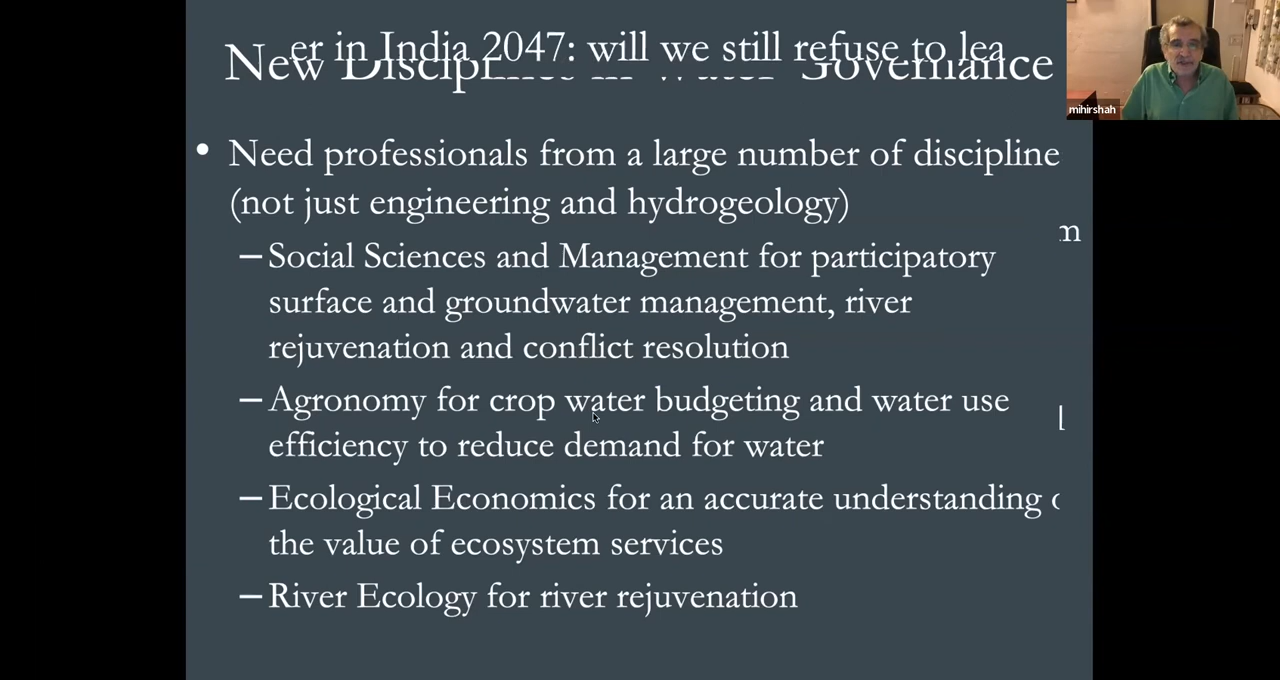 er in India 2047: will we still refuse to lea
New Disciplines in Water Governance
mihirshah
• Need professionals from a large number of discipline
(not just engineering and hydrogeology)
m
– Social Sciences and Management for participatory
surface and groundwater management, river
rejuvenation and conflict resolution
– Agronomy for crop water budgeting and water use
efficiency to reduce demand for water
– Ecological Economics for an accurate understanding
the value of ecosystem services
– River Ecology for river rejuvenation